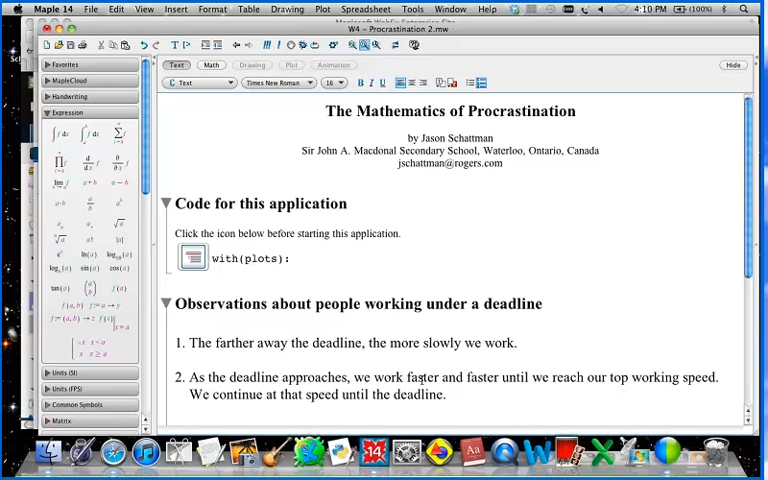 Maple 14 File Edit View Insert Format Table Drawing Plot Spreadsheet Tools Window 4:10 PM (100%)
W4 - Procrastination 2.mw
Text Math Drawing Plot Animation Hide
C Text Times New Roman 16 B I U
Favorites
MapleCloud
Handwriting
Expression
Units (SI)
Units (FPS)
Common Symbols
Matrix
The Mathematics of Procrastination
by Jason Schattman
Sir John A. Macdonal Secondary School, Waterloo, Ontario, Canada
jschattman@rogers.com
Code for this application
Click the icon below before starting this application.
with(plots):
Observations about people working under a deadline
1. The farther away the deadline, the more slowly we work.
2. As the deadline approaches, we work faster and faster until we reach our top working speed.
We continue at that speed until the deadline.